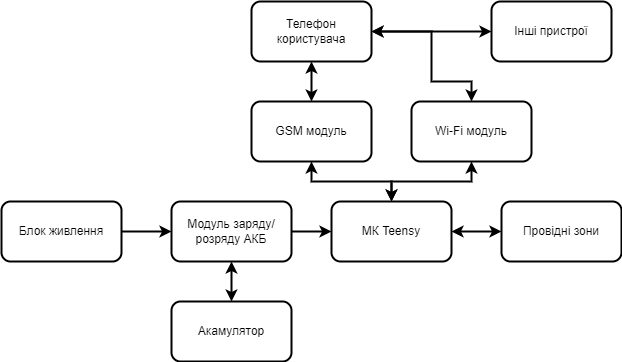 Телефон
користувача
Інші пристрої
GSM модуль
Wi-Fi модуль
Блок живлення
Модуль заряду/
розряду АКБ
МК Teensy
Провідні зони
Акамулятор